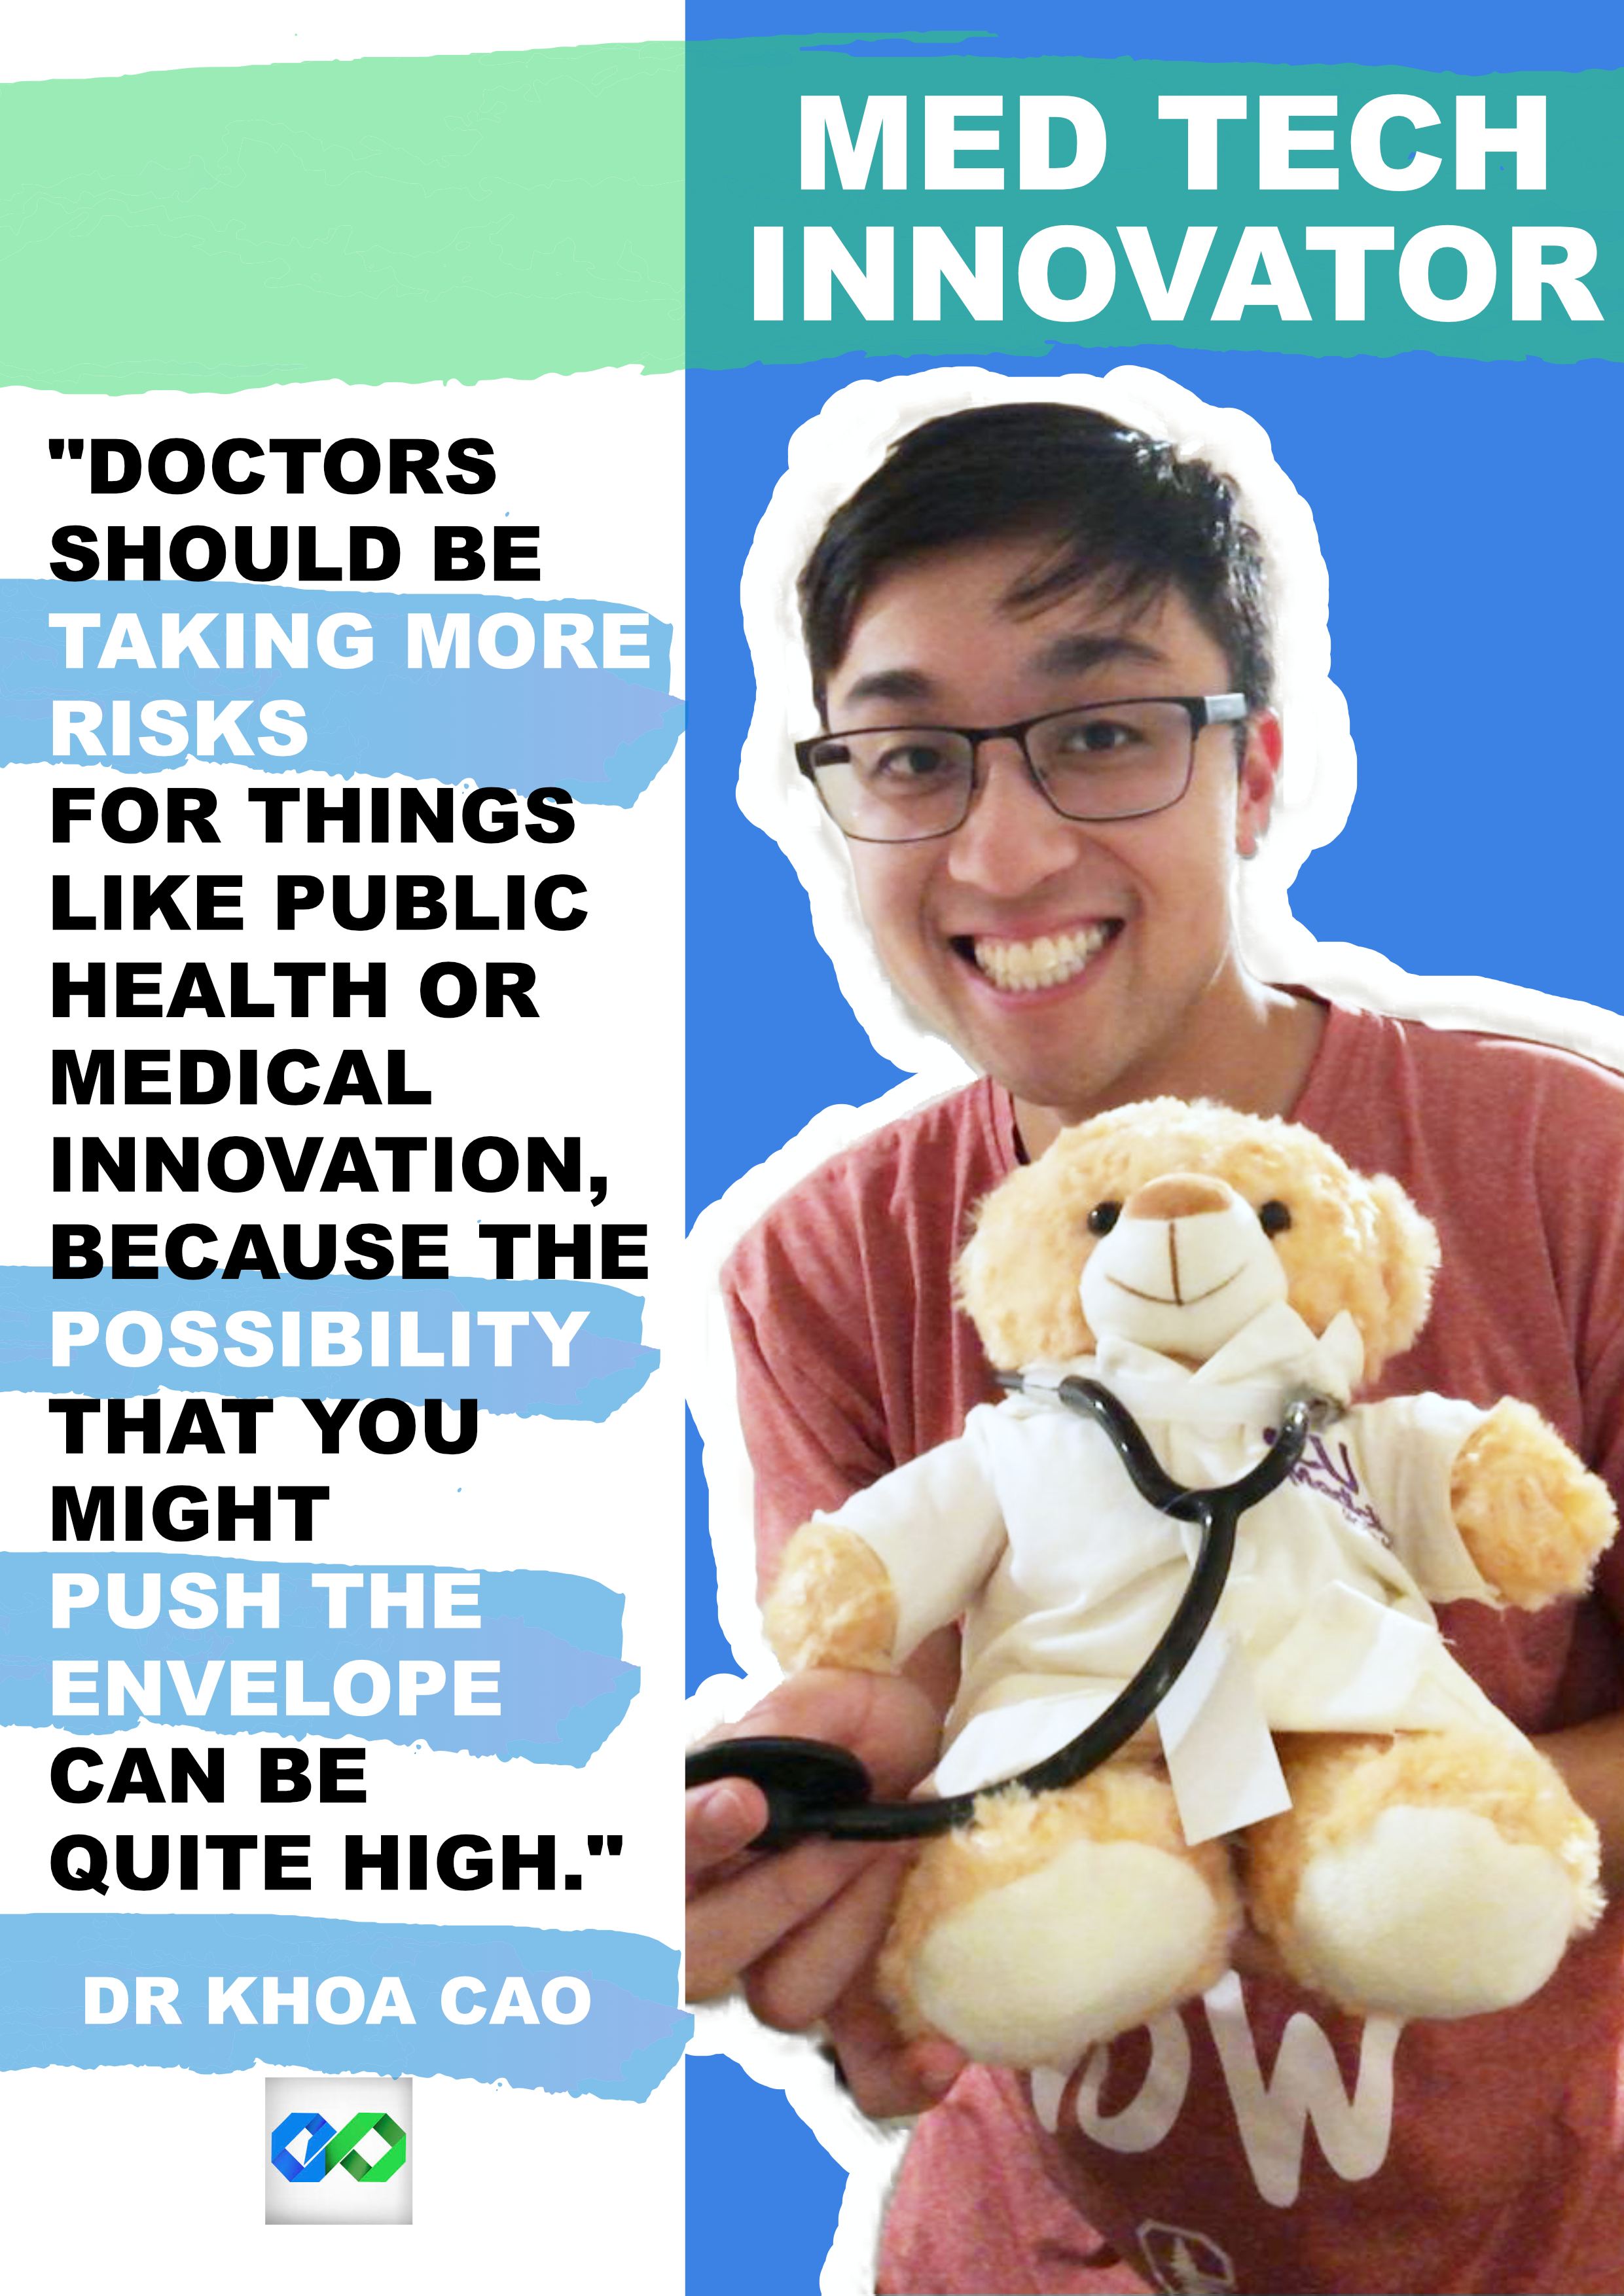 MED TECH
INNOVATOR
"DOCTORS
SHOULD BE
TAKING MORE
RISKS
FOR THINGS
LIKE PUBLIC
HEALTH OR
MEDICAL
INNOVATION,
BECAUSE THE
POSSIBILITY
THAT YOU
MIGHT
PUSH THE
ENVELOPE
CAN BE
QUITE HIGH."
DR KHOA CAO